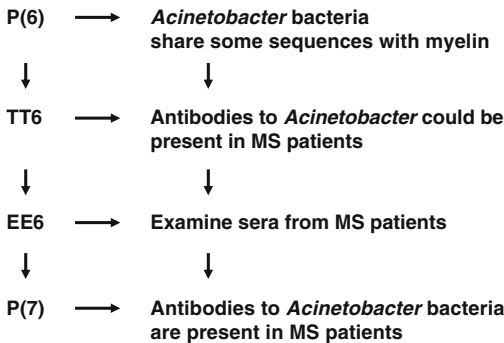 P(6) Acinetobacter bacteria
share some sequences with myelin
TT6 Antibodies to Acinetobacter could be
present in MS patients
EE6 Examine sera from MS patients
P(7) Antibodies to Acinetobacter bacteria
are present in MS patients